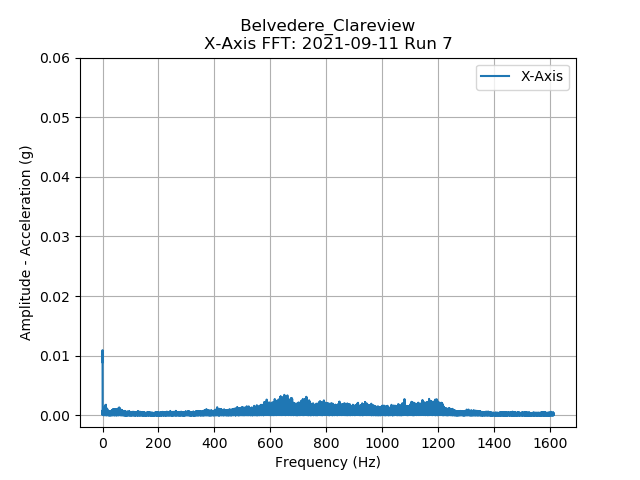 Belvedere_Clareview
X-Axis FFT: 2021-09-11 Run 7
X-Axis
Amplitude - Acceleration (g)
0.06
0.05
0.04
0.03
0.02
0.01
0.00
0 200 400 600 800 1000 1200 1400 1600
Frequency (Hz)